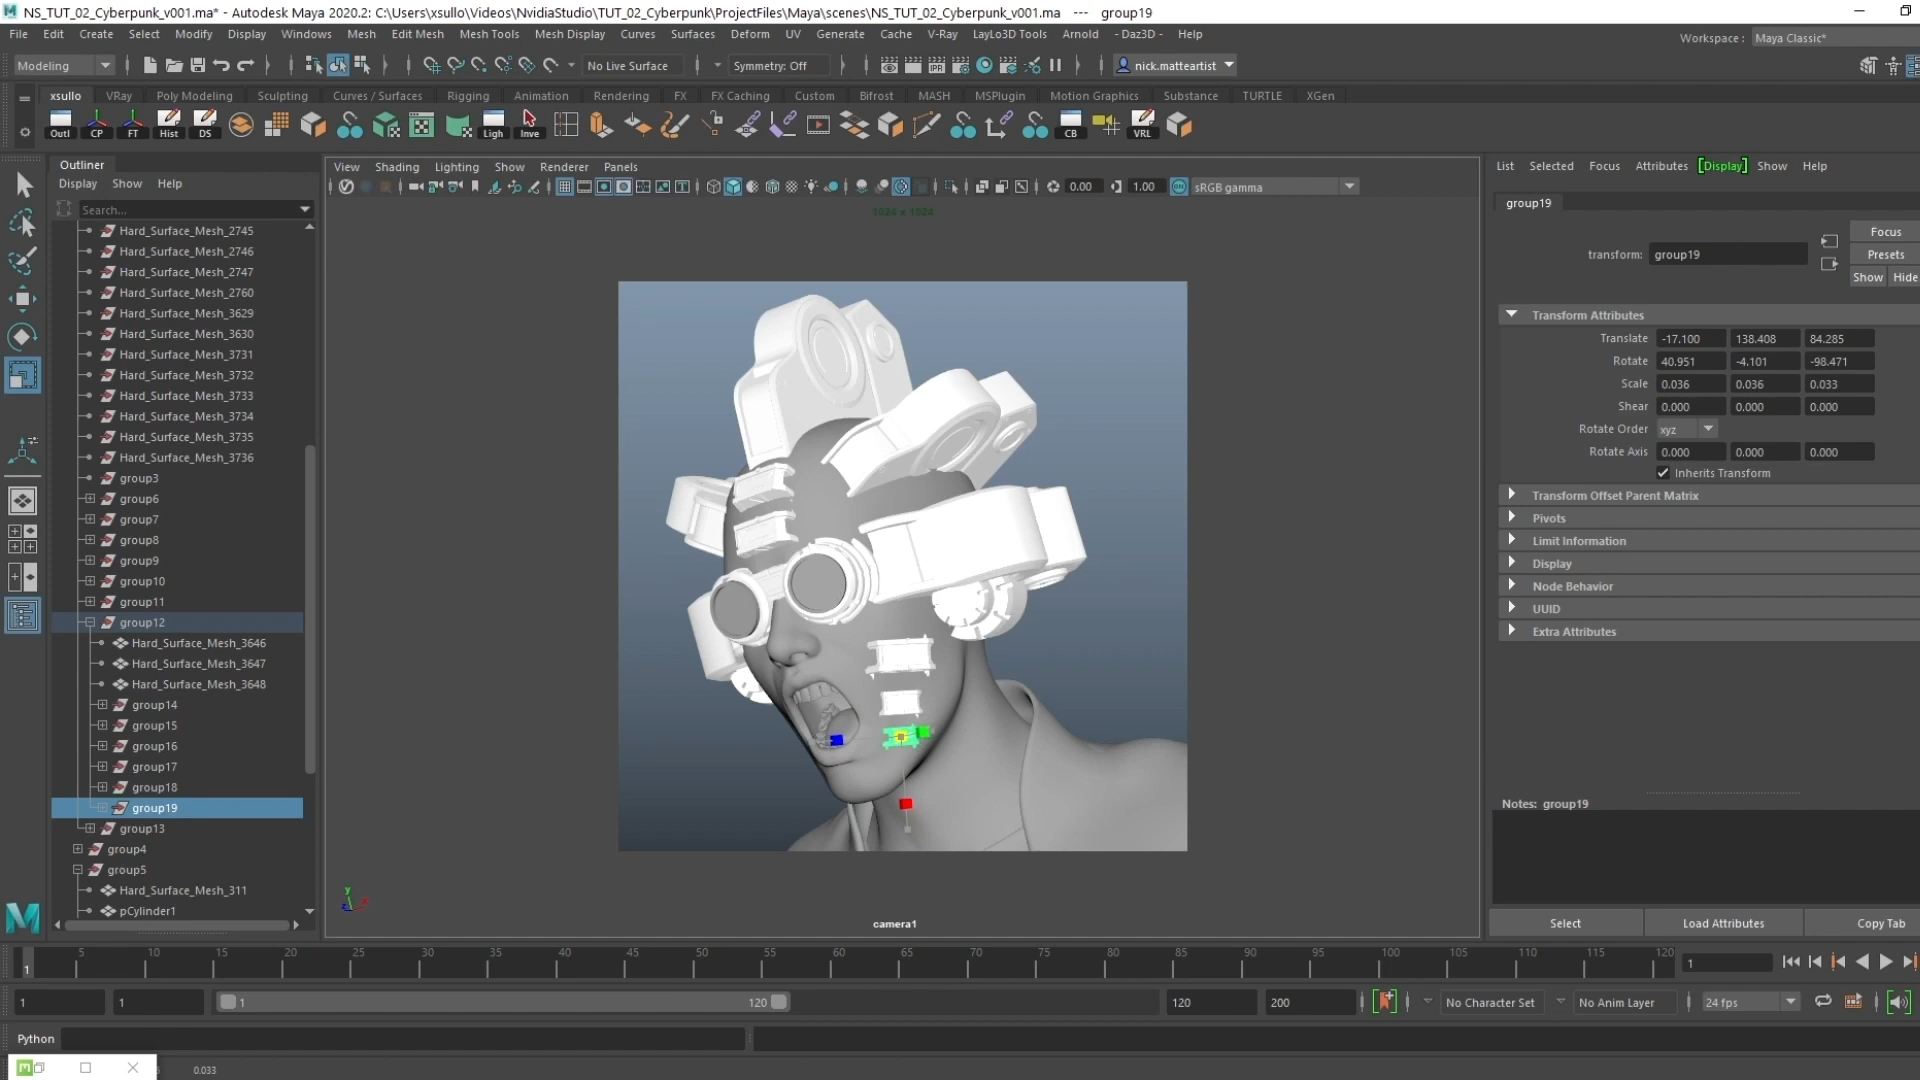 NS_TUT_02_Cyberpunk_v001.ma* - Autodesk Maya 2020.2: C:\Users\xsullo\Videos\NvidiaStudio\TUT_02_Cyberpunk\ProjectFiles\Maya\scenes\NS_TUT_02_Cyberpunk_v001.ma --- group19
File Edit Create Select Modify Display Windows Mesh Edit Mesh Mesh Tools Mesh Display Curves Surfaces Deform UV Generate Cache V-Ray LayLo3D Tools Arnold - Daz3D - Help
Workspace : Maya Classic*
Modeling No Live Surface Symmetry: Off nick.matteartist
xsullo VRay Poly Modeling Sculpting Curves / Surfaces Rigging Animation Rendering FX FX Caching Custom Bifrost MASH MSPlugin Motion Graphics Substance TURTLE XGen
Outl CP FT Hist DS Ligh Inve CB VRL
Outliner
Display Show Help
Search...
Hard_Surface_Mesh_2745
Hard_Surface_Mesh_2746
Hard_Surface_Mesh_2747
Hard_Surface_Mesh_2760
Hard_Surface_Mesh_3629
Hard_Surface_Mesh_3630
Hard_Surface_Mesh_3731
Hard_Surface_Mesh_3732
Hard_Surface_Mesh_3733
Hard_Surface_Mesh_3734
Hard_Surface_Mesh_3735
Hard_Surface_Mesh_3736
group3
group6
group7
group8
group9
group10
group11
group12
Hard_Surface_Mesh_3646
Hard_Surface_Mesh_3647
Hard_Surface_Mesh_3648
group14
group15
group16
group17
group18
group19
group13
group4
group5
Hard_Surface_Mesh_311
pCylinder1
View Shading Lighting Show Renderer Panels
0.00 1.00 sRGB gamma
1024 x 1024
y
z x
camera1
List Selected Focus Attributes [Display] Show Help
group19
Focus
transform: group19
Presets
Show Hide
Transform Attributes
Translate -17.100 138.408 84.285
Rotate 40.951 -4.101 -98.471
Scale 0.036 0.036 0.033
Shear 0.000 0.000 0.000
Rotate Order xyz
Rotate Axis 0.000 0.000 0.000
Inherits Transform
Transform Offset Parent Matrix
Pivots
Limit Information
Display
Node Behavior
UUID
Extra Attributes
Notes: group19
Select Load Attributes Copy Tab
5 10 15 20 25 30 35 40 45 50 55 60 65 70 75 80 85 90 95 100 105 110 115 120
1 1
1 1 1 120 120 200 No Character Set No Anim Layer 24 fps
Python
0.033